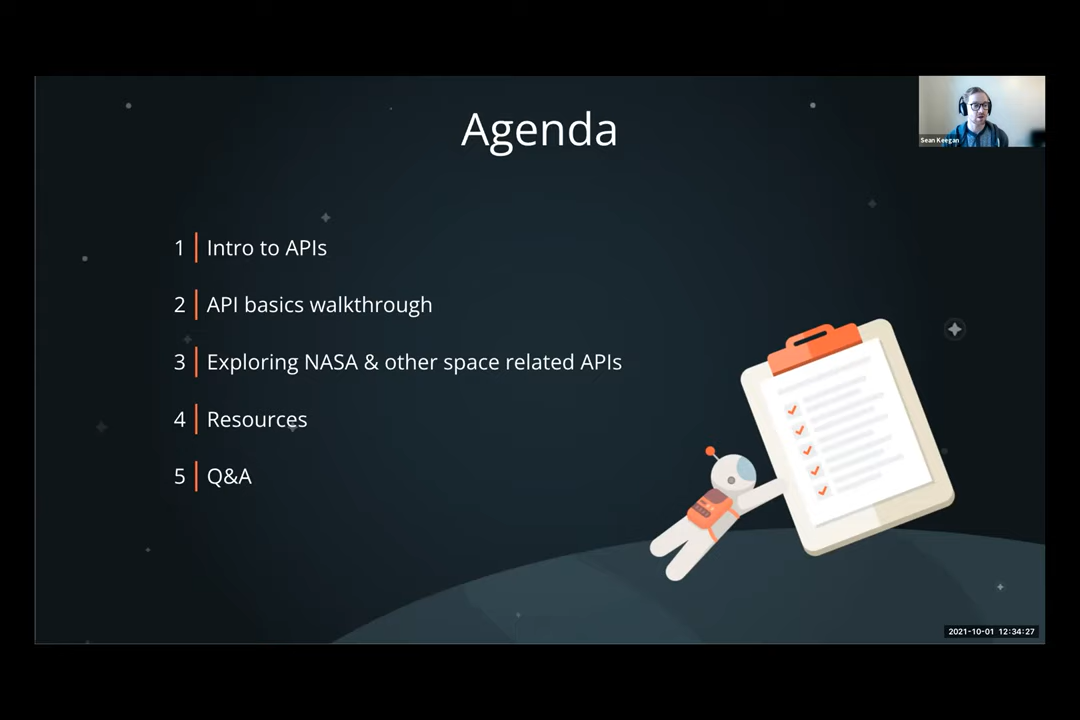 Agenda
Sean Keegan
1 Intro to APIs
2 API basics walkthrough
3 Exploring NASA & other space related APIs
4 Resources
5 Q&A
2021-10-01 12:34:27